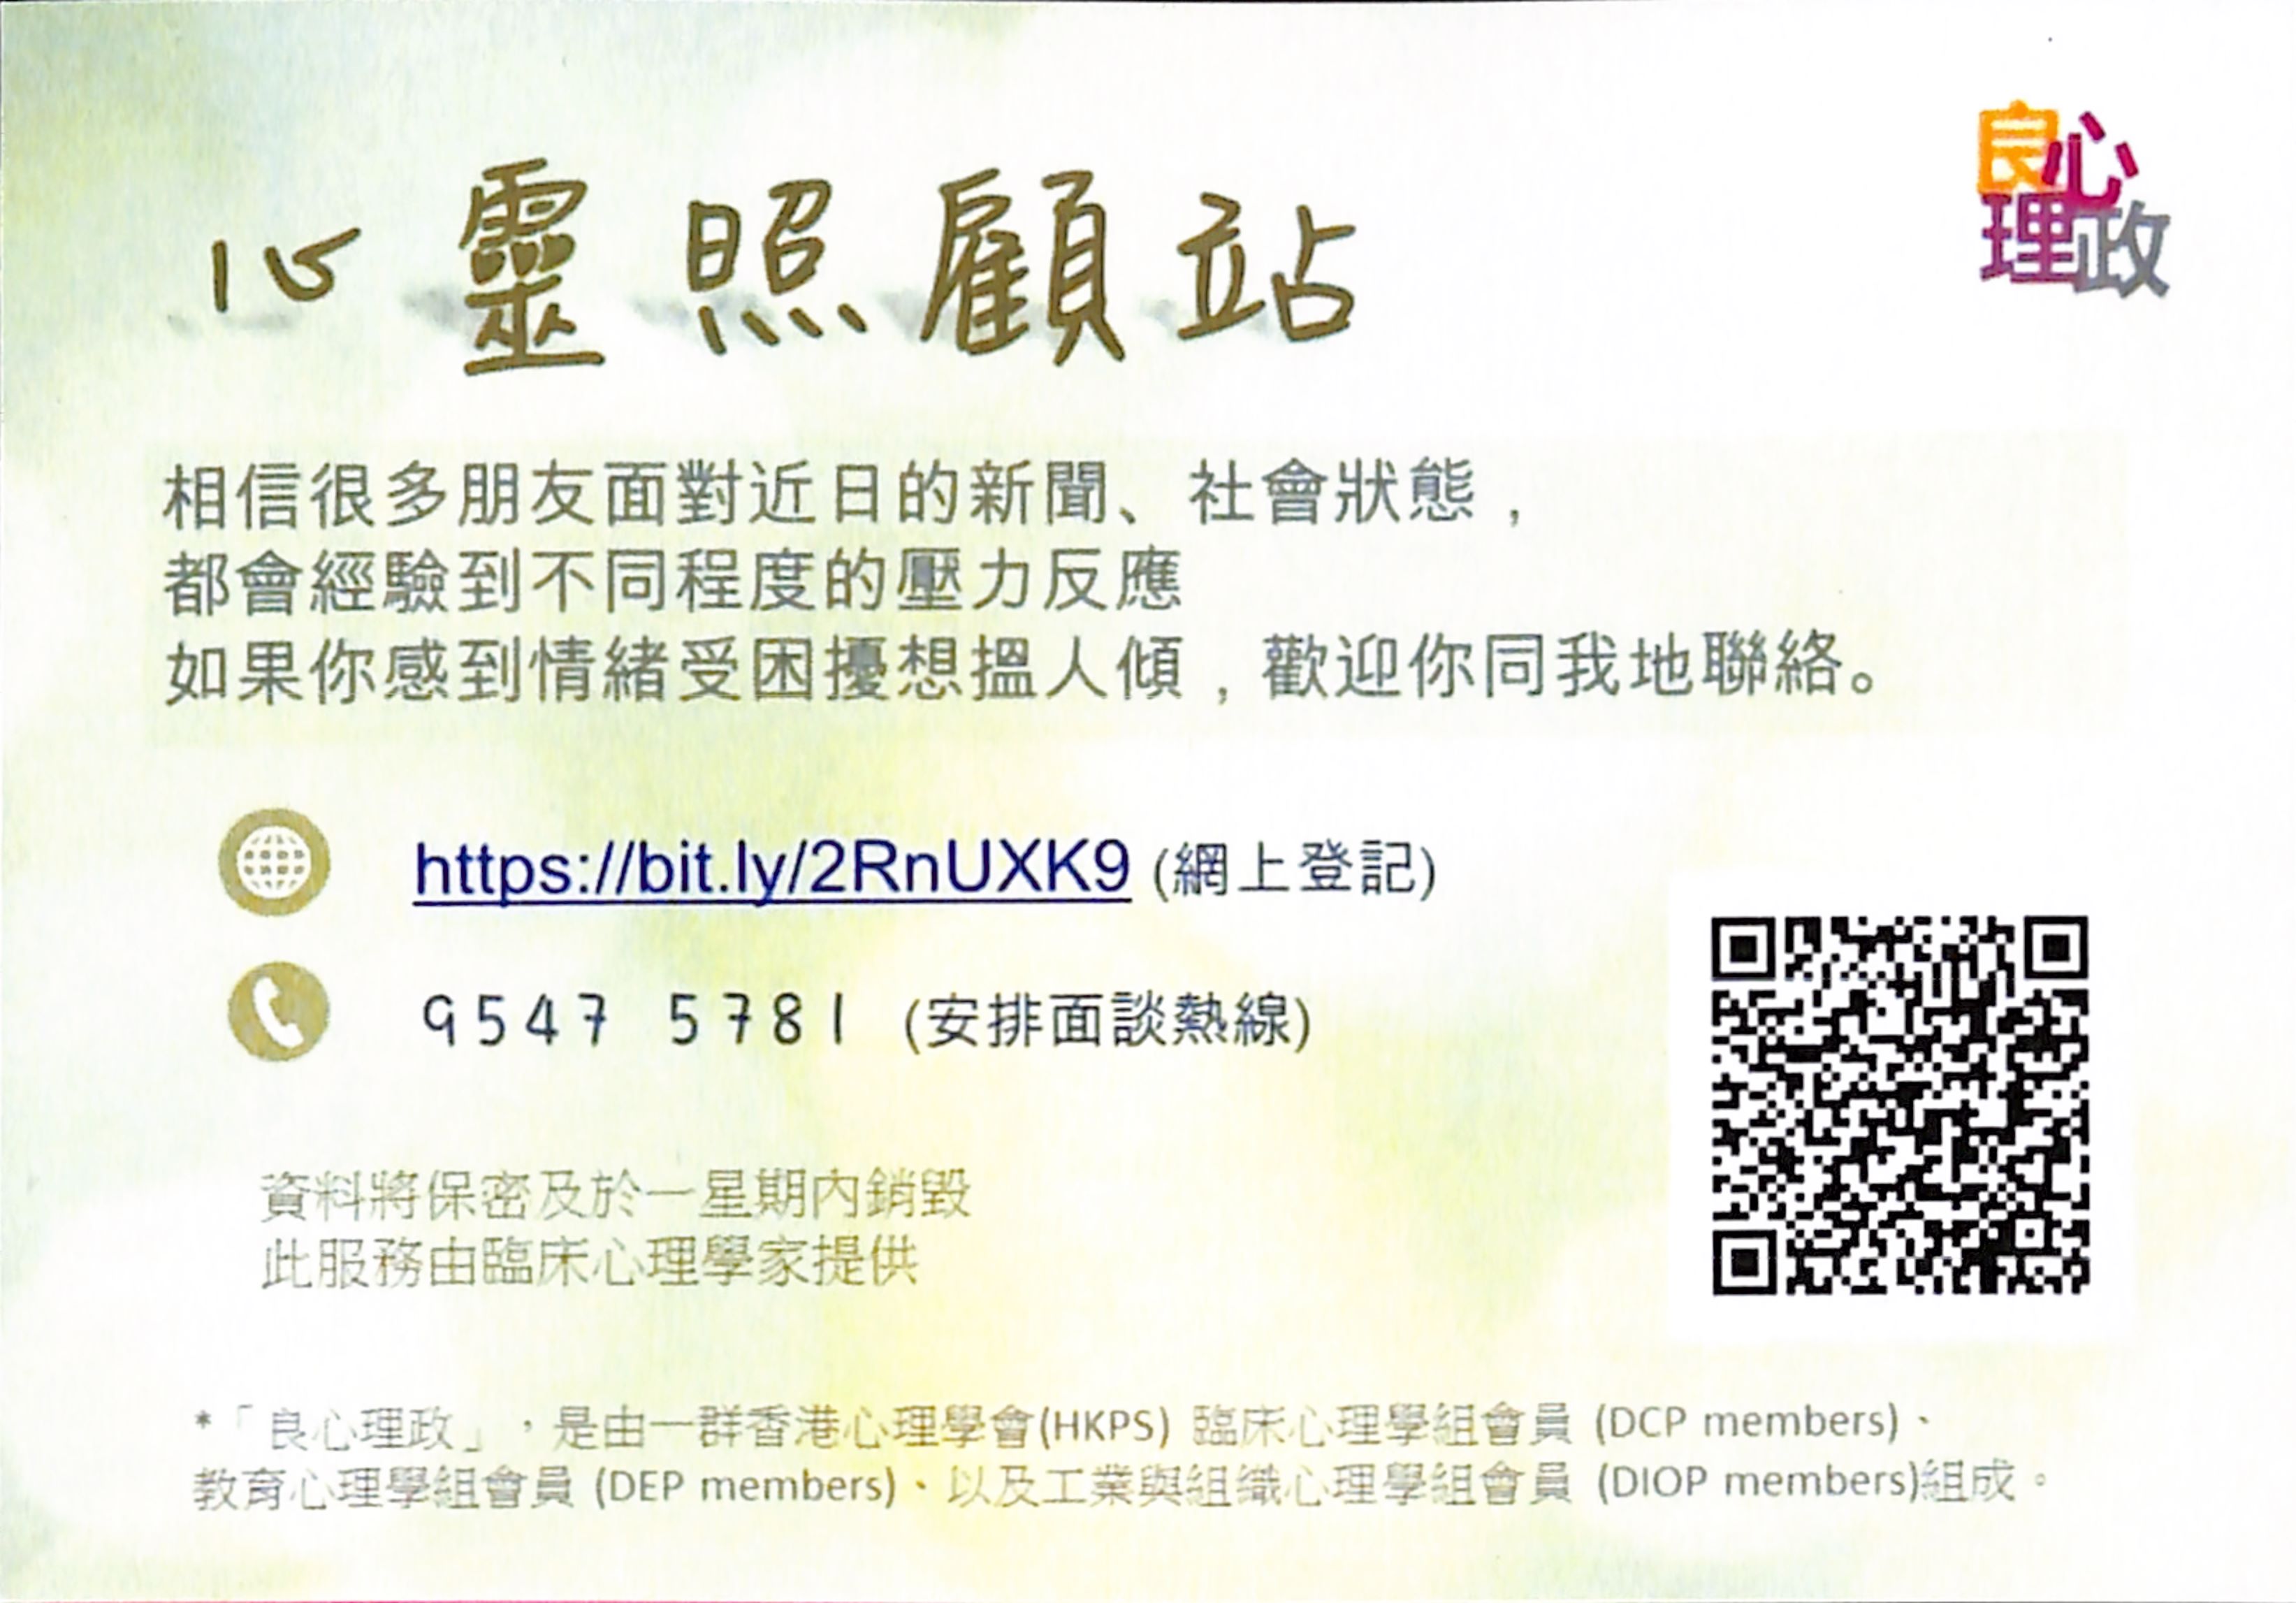 心靈照顧站
良心
理政
相信很多朋友面對近日的新聞、社會狀態，
都會經驗到不同程度的壓力反應
如果你感到情緒受困擾想搵人傾，歡迎你同我地聯絡。
https://bit.ly/2RnUXK9 (網上登記)
9547 5781 (安排面談熱線)
資料將保密及於一星期內銷毀
此服務由臨床心理學家提供
*「良心理政」，是由一群香港心理學會(HKPS) 臨床心理學組會員 (DCP members)、
教育心理學組會員 (DEP members)、以及工業與組織心理學組會員 (DIOP members)組成。